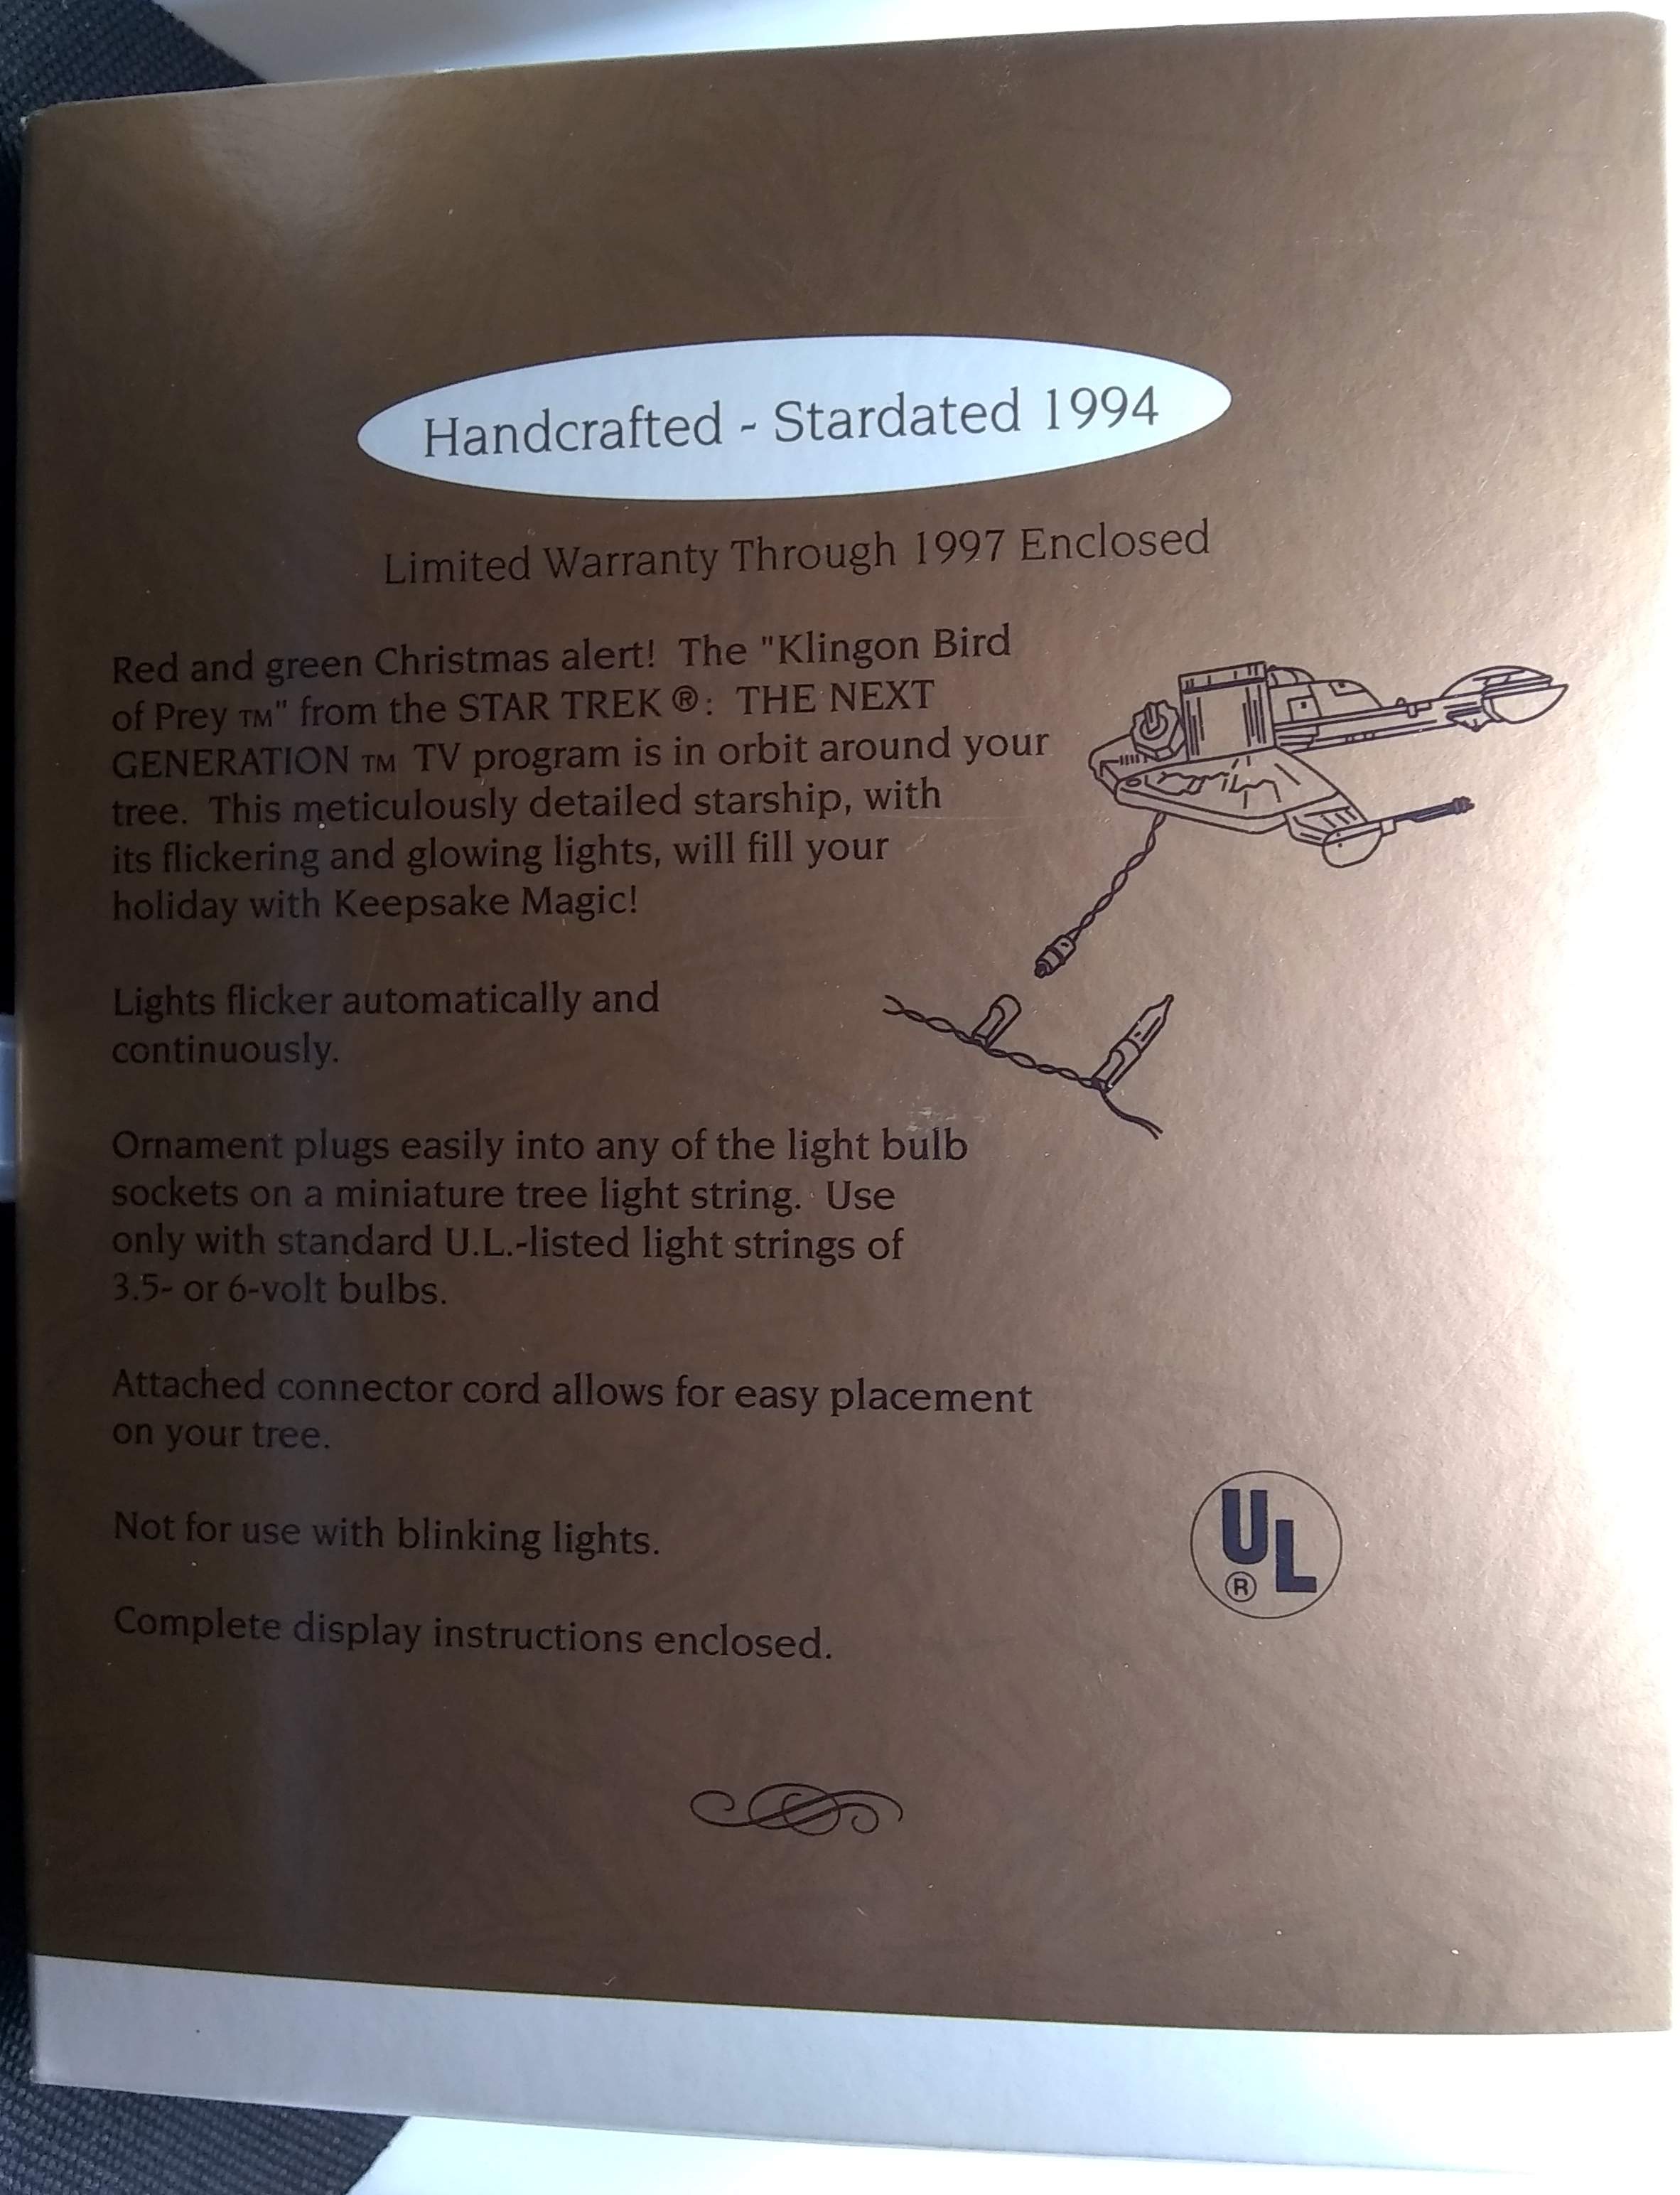 Handcrafted - Stardated 1994
Limited Warranty Through 1997 Enclosed
Red and green Christmas alert! The "Klingon Bird
of Prey TM" from the STAR TREK ®: THE NEXT
GENERATION TM TV program is in orbit around your
tree. This meticulously detailed starship, with
its flickering and glowing lights, will fill your
holiday with Keepsake Magic!
Lights flicker automatically and
continuously.
Ornament plugs easily into any of the light bulb
sockets on a miniature tree light string. Use
only with standard U.L.-listed light strings of
3.5- or 6-volt bulbs.
Attached connector cord allows for easy placement
on your tree.
Not for use with blinking lights.
Complete display instructions enclosed.
UL
®